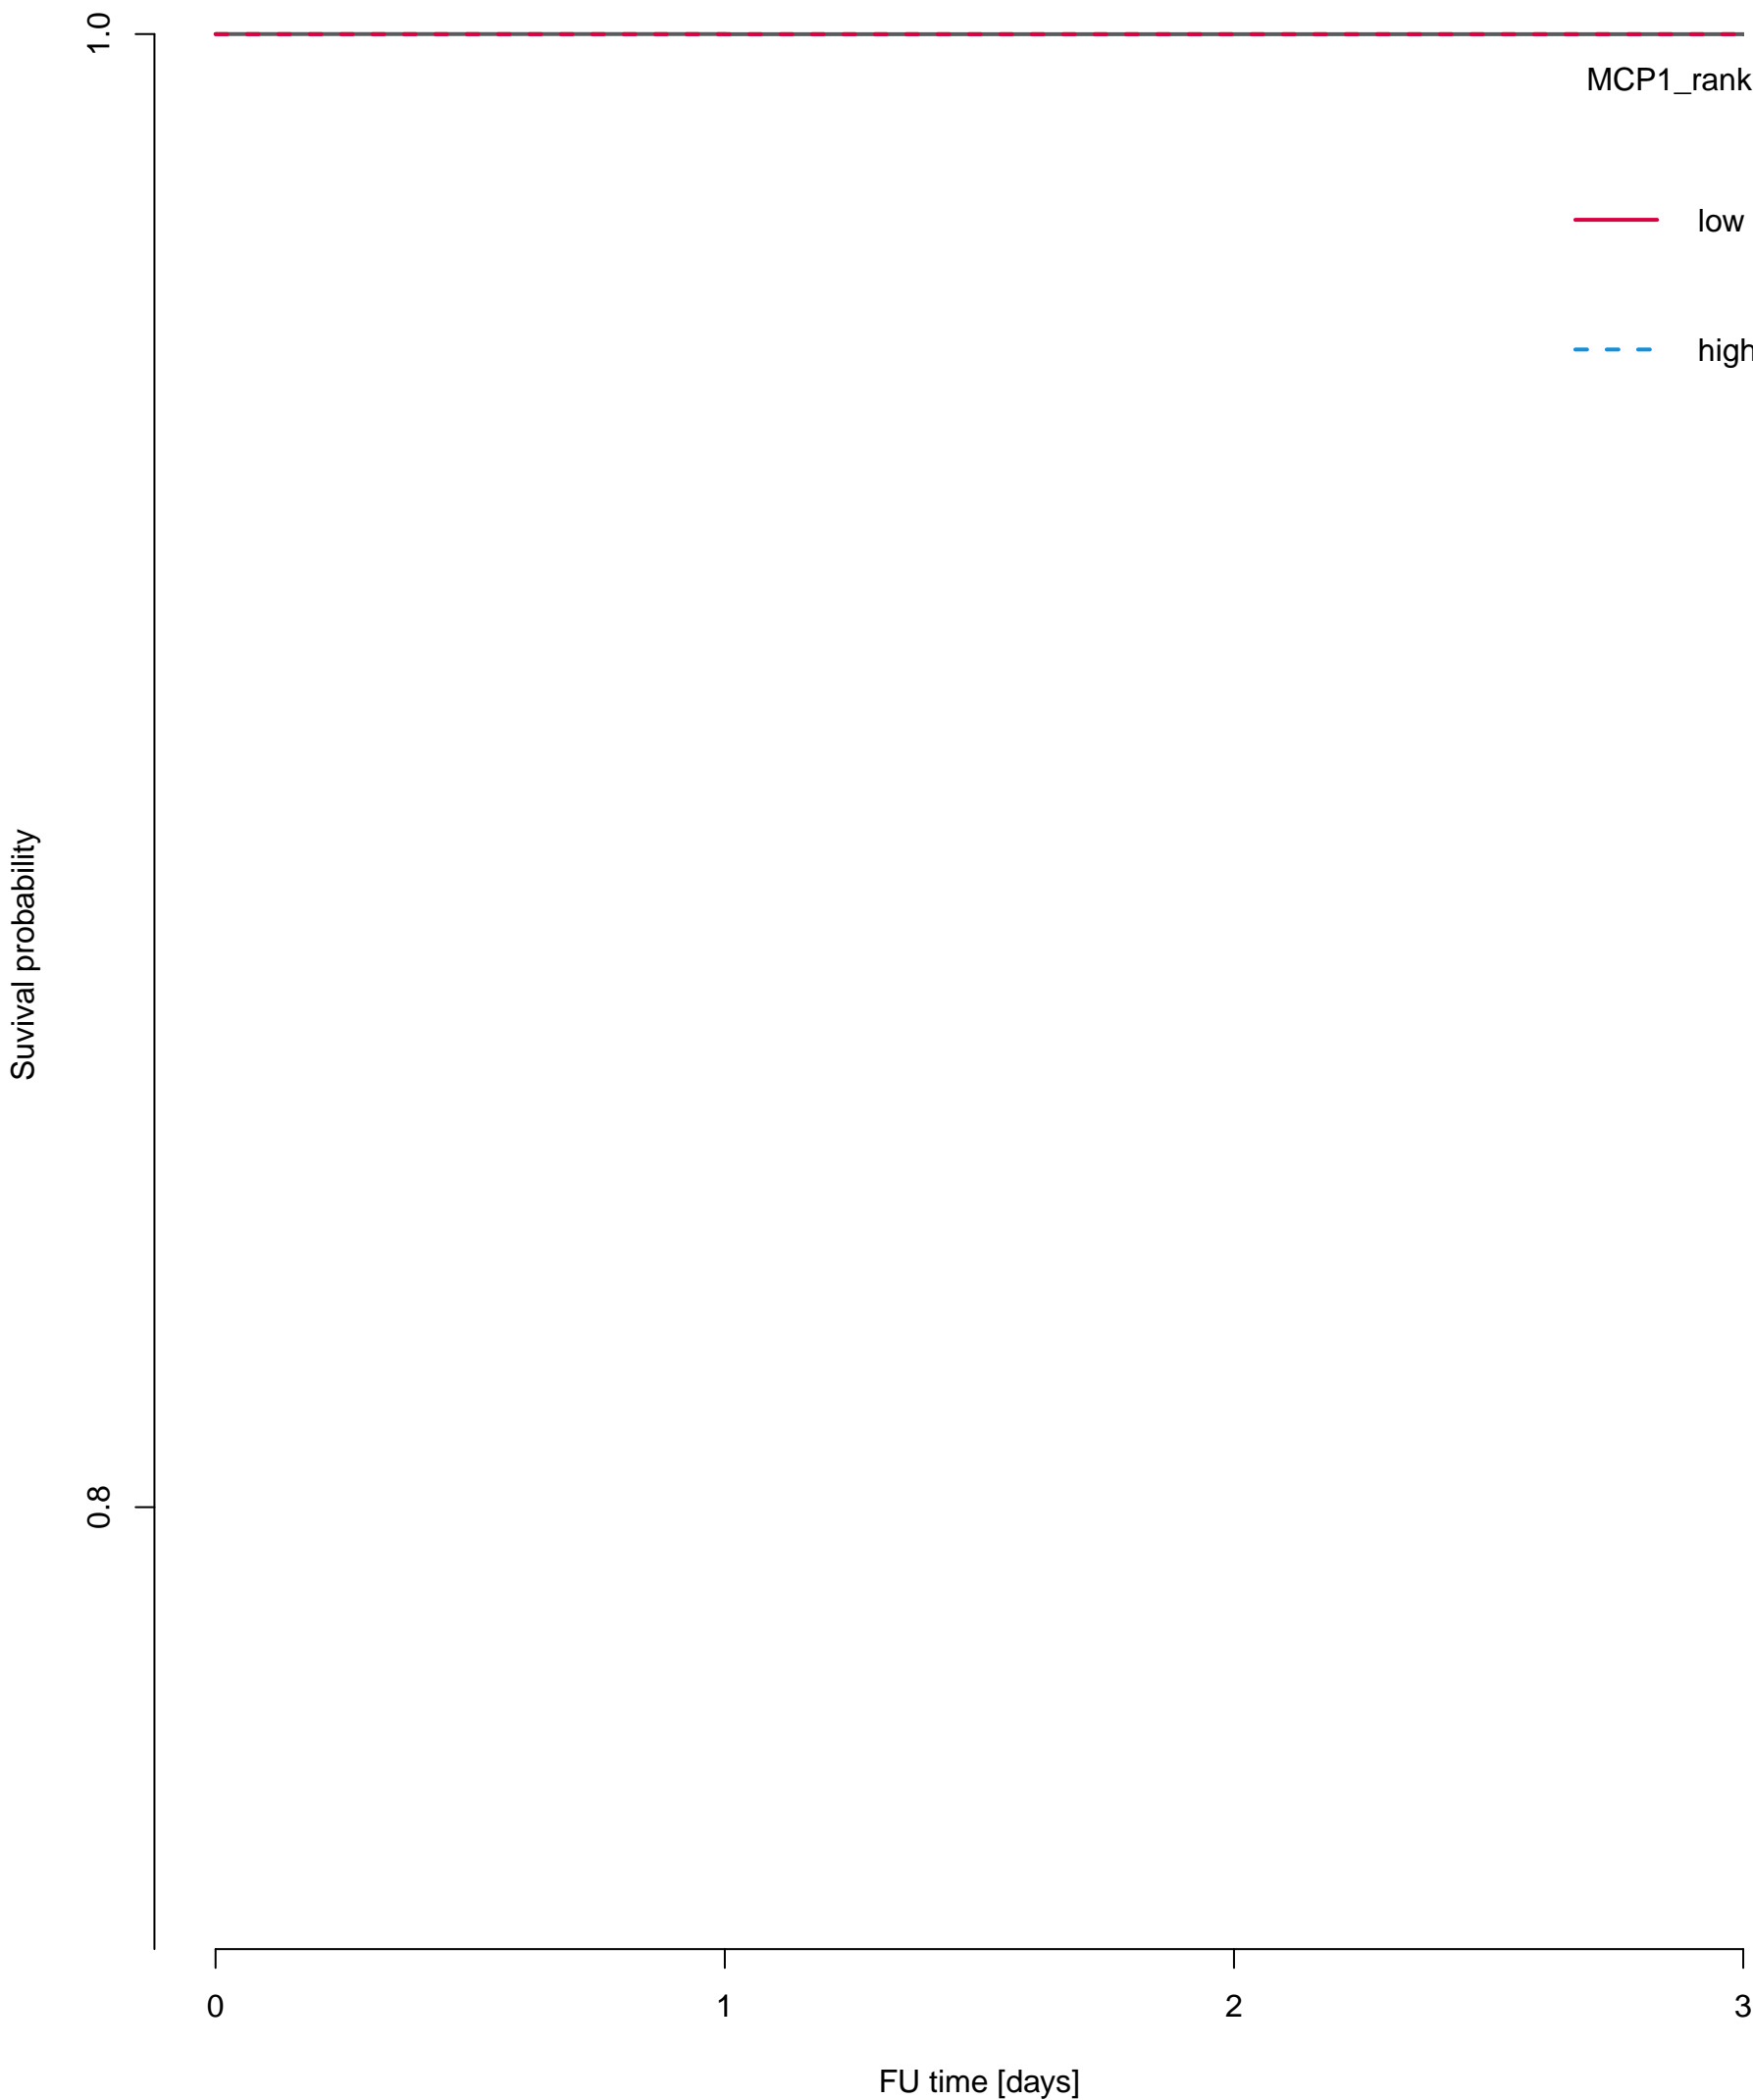 1.0
MCP1_rank
low
high
Suvival probability
0.8
0 1 2 3
FU time [days]